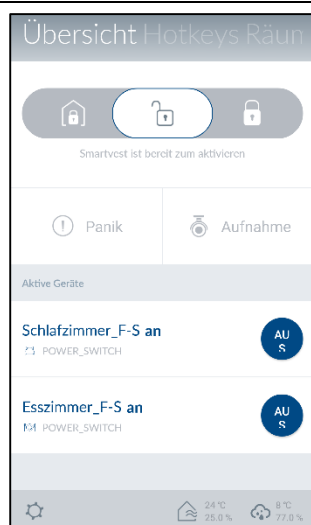 Übersicht Hotkeys Räun
Smartvest ist bereit zum aktivieren
Panik Aufnahme
Aktive Geräte
Schlafzimmer_F-S an
POWER_SWITCH
AU
S
Esszimmer_F-S an
POWER_SWITCH
AU
S
24 °C 8 °C
25.0 % 77.0 %